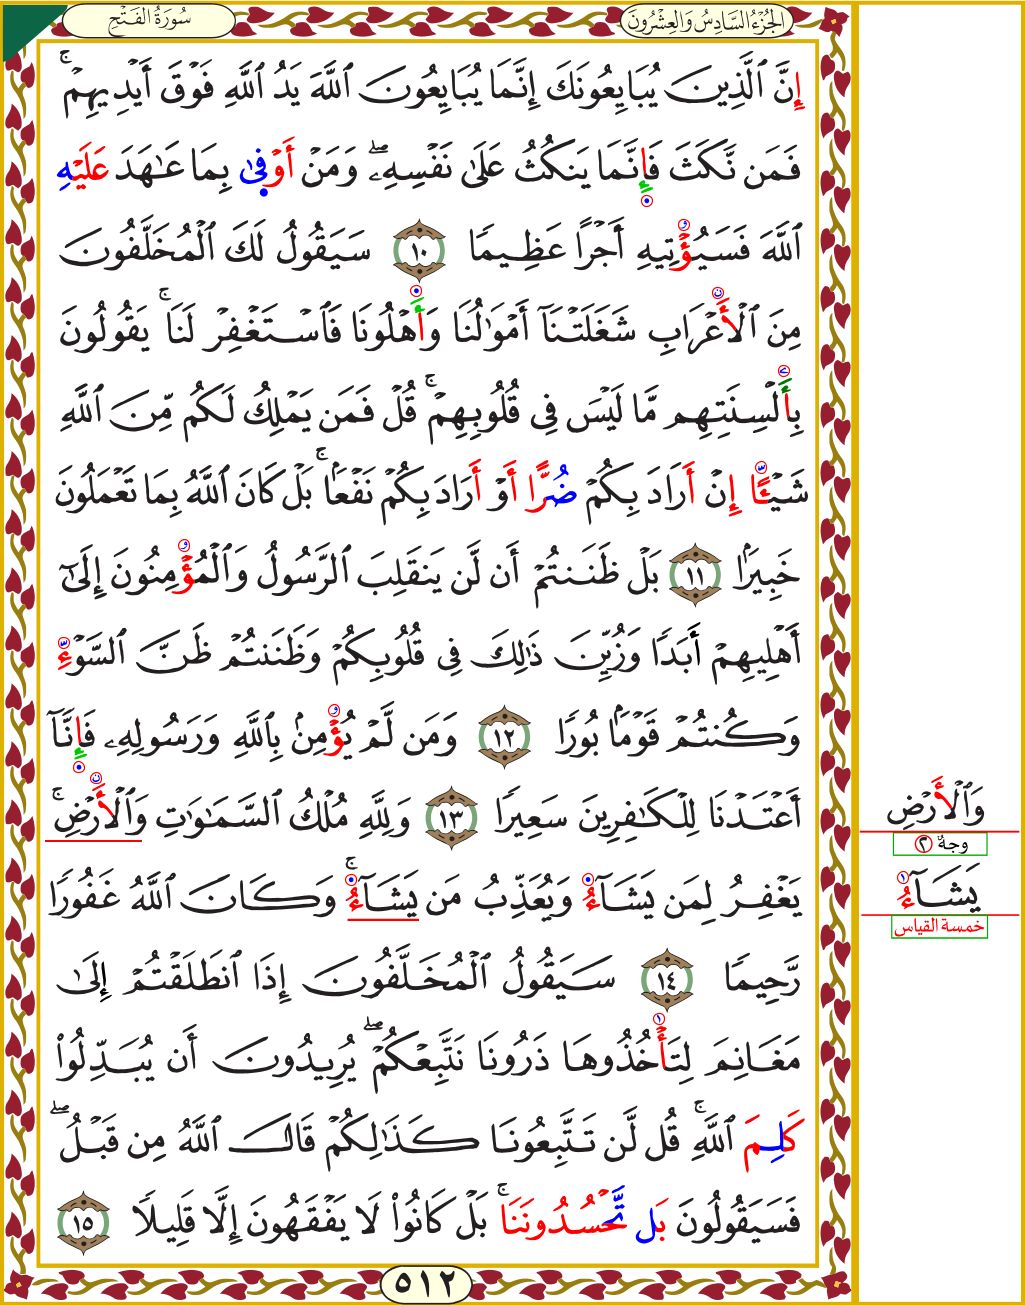 سُورَةُ الْفَتْحِ
الجُزْءُ السَّادِسُ وَالعِشْرُونَ
إِنَّ ٱلَّذِينَ يُبَايِعُونَكَ إِنَّمَا يُبَايِعُونَ ٱللَّهَ يَدُ ٱللَّهِ فَوْقَ أَيْدِيهِمْ ۚ
فَمَن نَّكَثَ فَإِنَّمَا يَنكُثُ عَلَىٰ نَفْسِهِۦ ۖ وَمَنْ أَوْفَىٰ بِمَا عَـٰهَدَ عَلَيْهِ
ٱللَّهَ فَسَيُؤْتِيهِ أَجْرًا عَظِيمًا ١٠ سَيَقُولُ لَكَ ٱلْمُخَلَّفُونَ
مِنَ ٱلْأَعْرَابِ شَغَلَتْنَآ أَمْوَٰلُنَا وَأَهْلُونَا فَٱسْتَغْفِرْ لَنَا ۚ يَقُولُونَ
بِأَلْسِنَتِهِم مَّا لَيْسَ فِى قُلُوبِهِمْ ۚ قُلْ فَمَن يَمْلِكُ لَكُم مِّنَ ٱللَّهِ
شَيْـًٔا إِنْ أَرَادَ بِكُمْ ضُرًّا أَوْ أَرَادَ بِكُمْ نَفْعَۢا ۚ بَلْ كَانَ ٱللَّهُ بِمَا تَعْمَلُونَ
خَبِيرَۢا ١١ بَلْ ظَنَنتُمْ أَن لَّن يَنقَلِبَ ٱلرَّسُولُ وَٱلْمُؤْمِنُونَ إِلَىٰٓ
أَهْلِيهِمْ أَبَدًا وَزُيِّنَ ذَٰلِكَ فِى قُلُوبِكُمْ وَظَنَنتُمْ ظَنَّ ٱلسَّوْءِ
وَكُنتُمْ قَوْمَۢا بُورًا ١٢ وَمَن لَّمْ يُؤْمِنۢ بِٱللَّهِ وَرَسُولِهِۦ فَإِنَّآ
أَعْتَدْنَا لِلْكَـٰفِرِينَ سَعِيرًا ١٣ وَلِلَّهِ مُلْكُ ٱلسَّمَـٰوَٰتِ وَٱلْأَرْضِ ۚ
يَغْفِرُ لِمَن يَشَآءُ وَيُعَذِّبُ مَن يَشَآءُ ۚ وَكَانَ ٱللَّهُ غَفُورًا
رَّحِيمًا ١٤ سَيَقُولُ ٱلْمُخَلَّفُونَ إِذَا ٱنطَلَقْتُمْ إِلَىٰ
مَغَانِمَ لِتَأْخُذُوهَا ذَرُونَا نَتَّبِعْكُمْ ۖ يُرِيدُونَ أَن يُبَدِّلُوا۟
كَلِمَ ٱللَّهِ ۚ قُل لَّن تَتَّبِعُونَا كَذَٰلِكُمْ قَالَ ٱللَّهُ مِن قَبْلُ ۖ
فَسَيَقُولُونَ بَل تَّحْسُدُونَنَا ۚ بَلْ كَانُوا۟ لَا يَفْقَهُونَ إِلَّا قَلِيلًا ١٥
٥١٢
وَٱلْأَرْضِ
وجهٌ ٢
يَشَآءُ
خمسة القياس